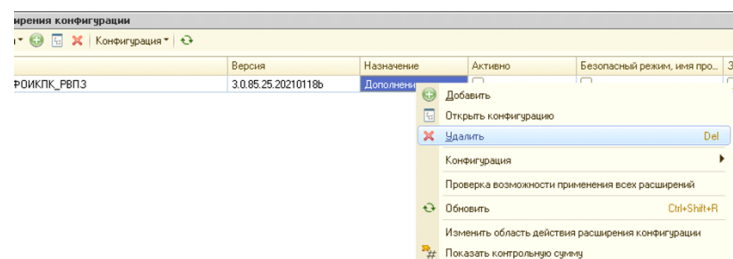 ирения конфигурации
Конфигурация
Версия
Назначение
Активно
Безопасный режим, имя про...
РОИКПК_РВПЗ
3.0.85.25.20210118b
Дополнени
Добавить
Открыть конфигурацию
Удалить Del
Конфигурация
Проверка возможности применения всех расширений
Обновить Ctrl+Shift+R
Изменить область действия расширения конфигурации
Показать контрольную сумму